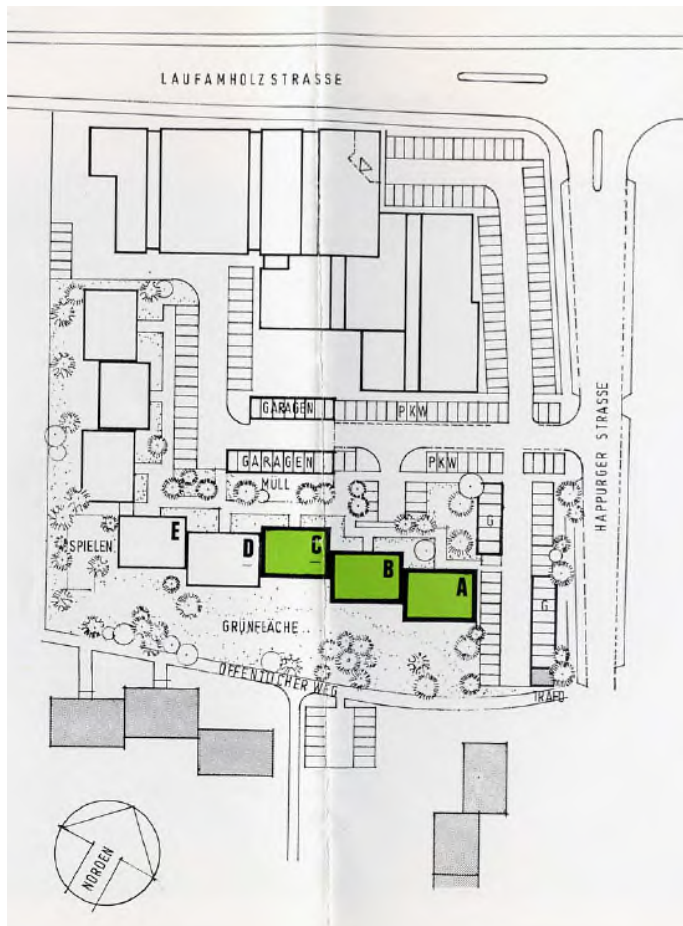 LAUFAMHOLZSTRASSE
HAPPURGER STRASSE
GARAGEN
PKW
GARAGEN
PKW
MÜLL
G
E
D
C
B
A
SPIELEN
G
GRÜNFLÄCHE
ÖFFENTLICHER WEG
TRAFO
NORDEN